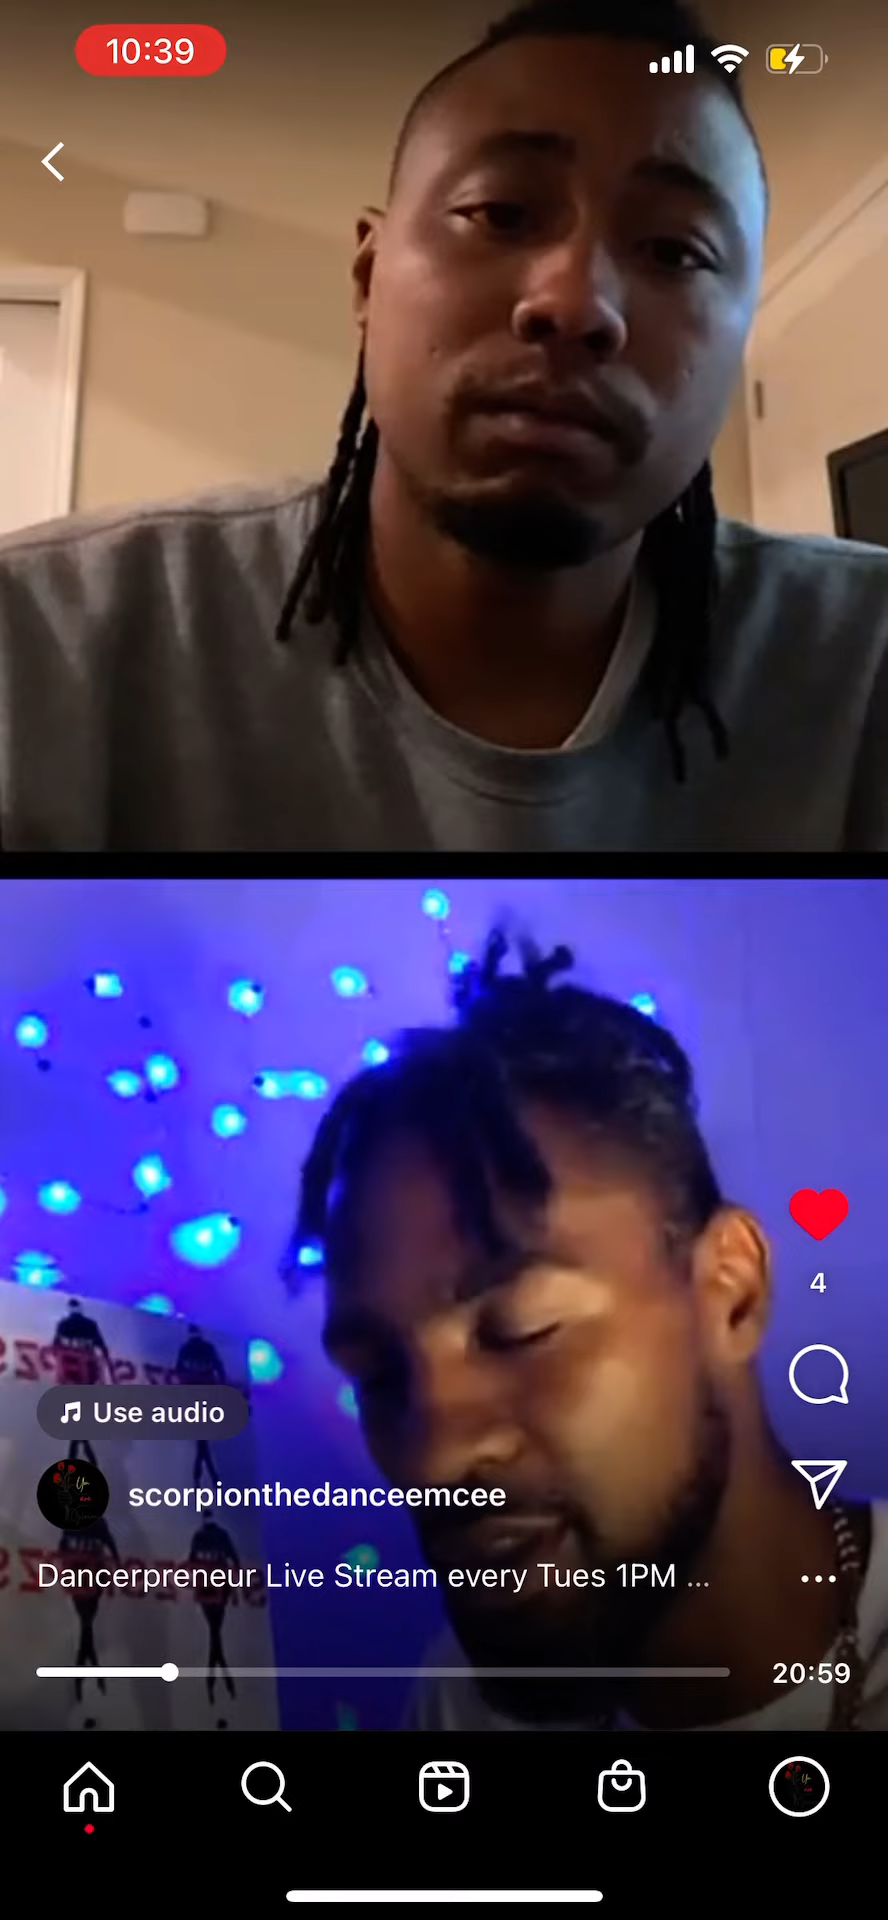 10:39
Use audio
scorpionthedanceemcee
Dancerpreneur Live Stream every Tues 1PM ...
4
20:59